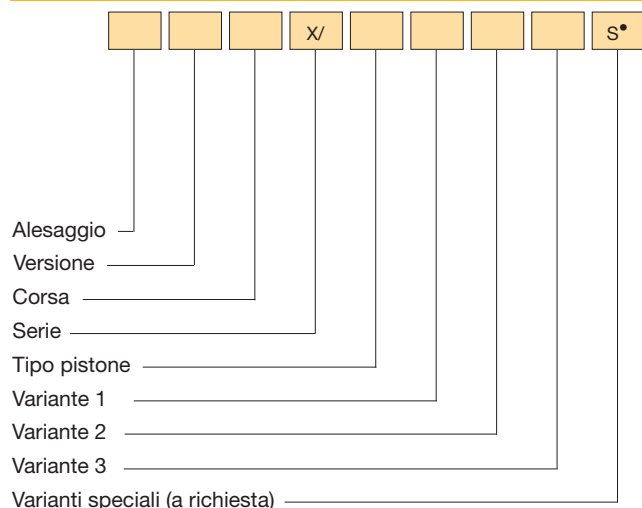 X/ S•
Alesaggio
Versione
Corsa
Serie
Tipo pistone
Variante 1
Variante 2
Variante 3
Varianti speciali (a richiesta)